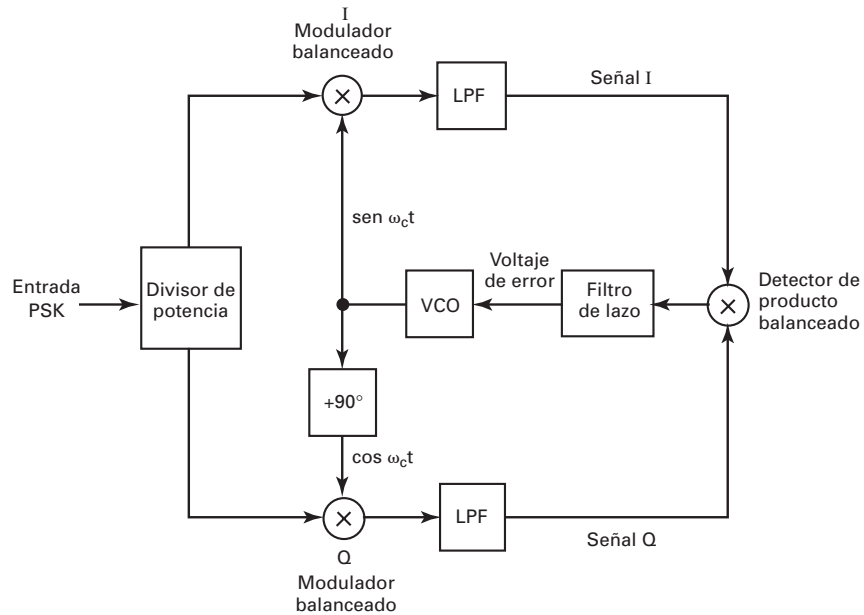 I
Modulador
balanceado
×
LPF
Señal I
sen ωct
Entrada
PSK
Divisor de
potencia
VCO
Voltaje
de error
Filtro
de lazo
×
Detector de
producto
balanceado
+90°
cos ωct
×
LPF
Señal Q
Q
Modulador
balanceado